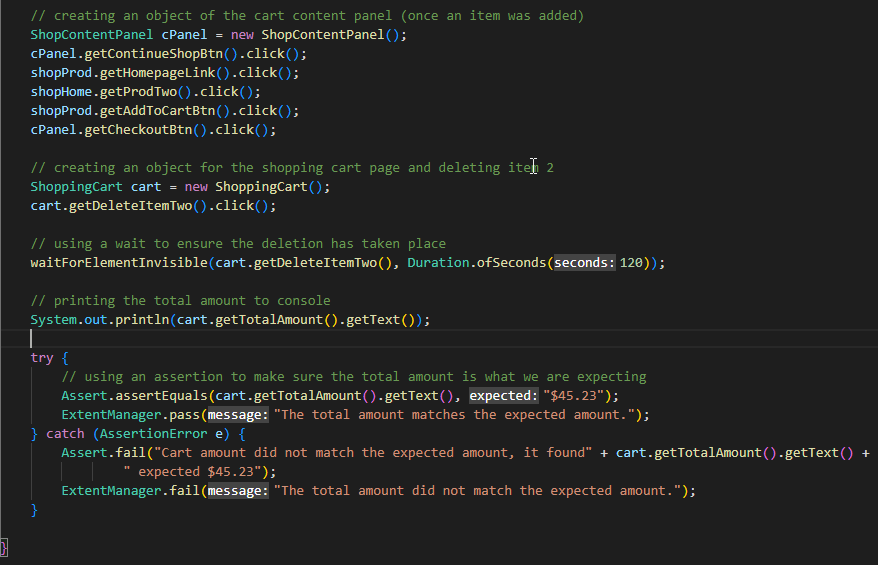 // creating an object of the cart content panel (once an item was added)
ShopContentPanel cPanel = new ShopContentPanel();
cPanel.getContinueShopBtn().click();
shopProd.getHomepageLink().click();
shopHome.getProdTwo().click();
shopProd.getAddToCartBtn().click();
cPanel.getCheckoutBtn().click();
// creating an object for the shopping cart page and deleting item 2
ShoppingCart cart = new ShoppingCart();
cart.getDeleteItemTwo().click();
// using a wait to ensure the deletion has taken place
waitForElementInvisible(cart.getDeleteItemTwo(), Duration.ofSeconds(seconds: 120));
// printing the total amount to console
System.out.println(cart.getTotalAmount().getText());
try {
// using an assertion to make sure the total amount is what we are expecting
Assert.assertEquals(cart.getTotalAmount().getText(), expected: "$45.23");
ExtentManager.pass(message: "The total amount matches the expected amount.");
} catch (AssertionError e) {
Assert.fail("Cart amount did not match the expected amount, it found" + cart.getTotalAmount().getText() +
" expected $45.23");
ExtentManager.fail(message: "The total amount did not match the expected amount.");
}
}